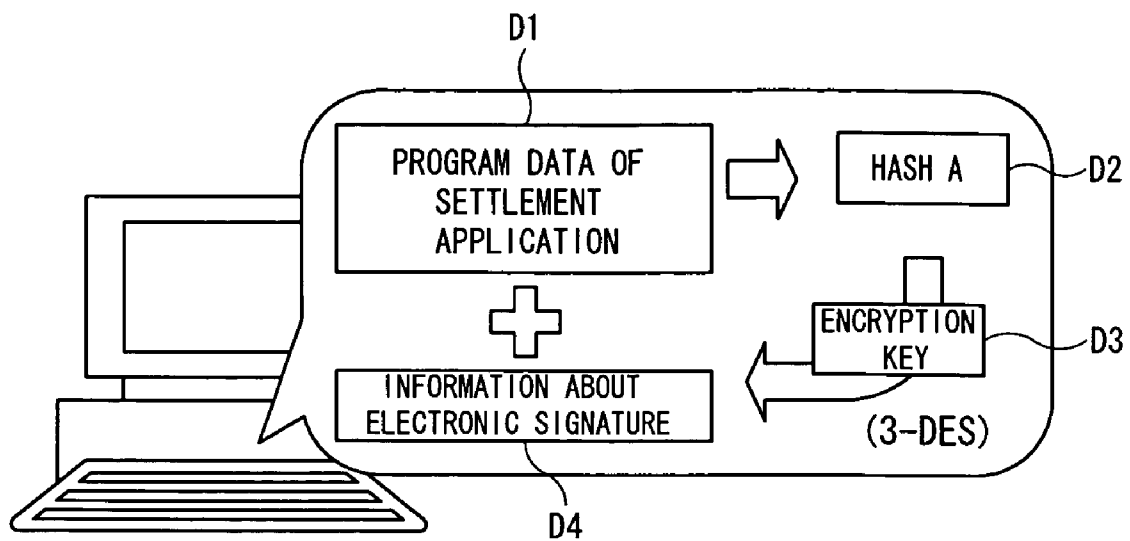 D1
PROGRAM DATA OF
SETTLEMENT
APPLICATION
HASH A
D2
ENCRYPTION
KEY
D3
INFORMATION ABOUT
ELECTRONIC SIGNATURE
(3-DES)
D4